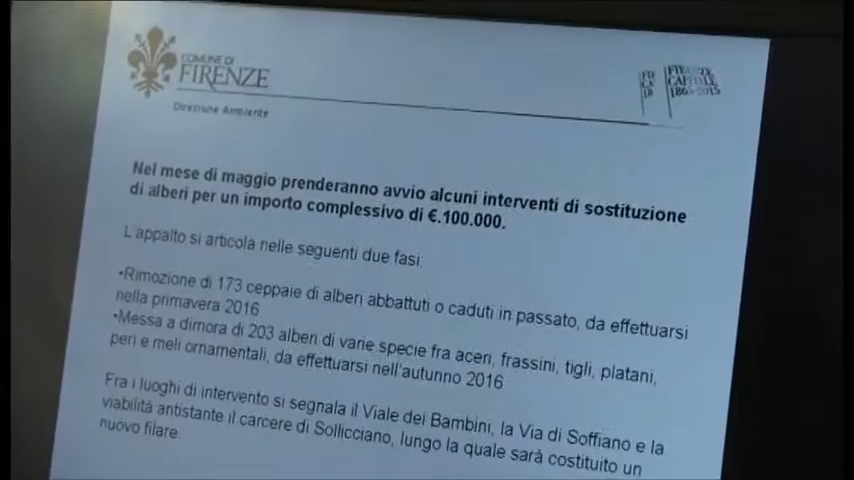 COMUNE DI
FIRENZE
Direzione Ambiente
FIRENZE
CAPITALE
1865-2015
Nel mese di maggio prenderanno avvio alcuni interventi di sostituzione
di alberi per un importo complessivo di €.100.000.
L'appalto si articola nelle seguenti due fasi:
•Rimozione di 173 ceppaie di alberi abbattuti o caduti in passato, da effettuarsi
nella primavera 2016
•Messa a dimora di 203 alberi di varie specie fra aceri, frassini, tigli, platani,
peri e meli ornamentali, da effettuarsi nell'autunno 2016
Fra i luoghi di intervento si segnala il Viale dei Bambini, la Via di Soffiano e la
viabilità antistante il carcere di Sollicciano, lungo la quale sarà costituito un
nuovo filare